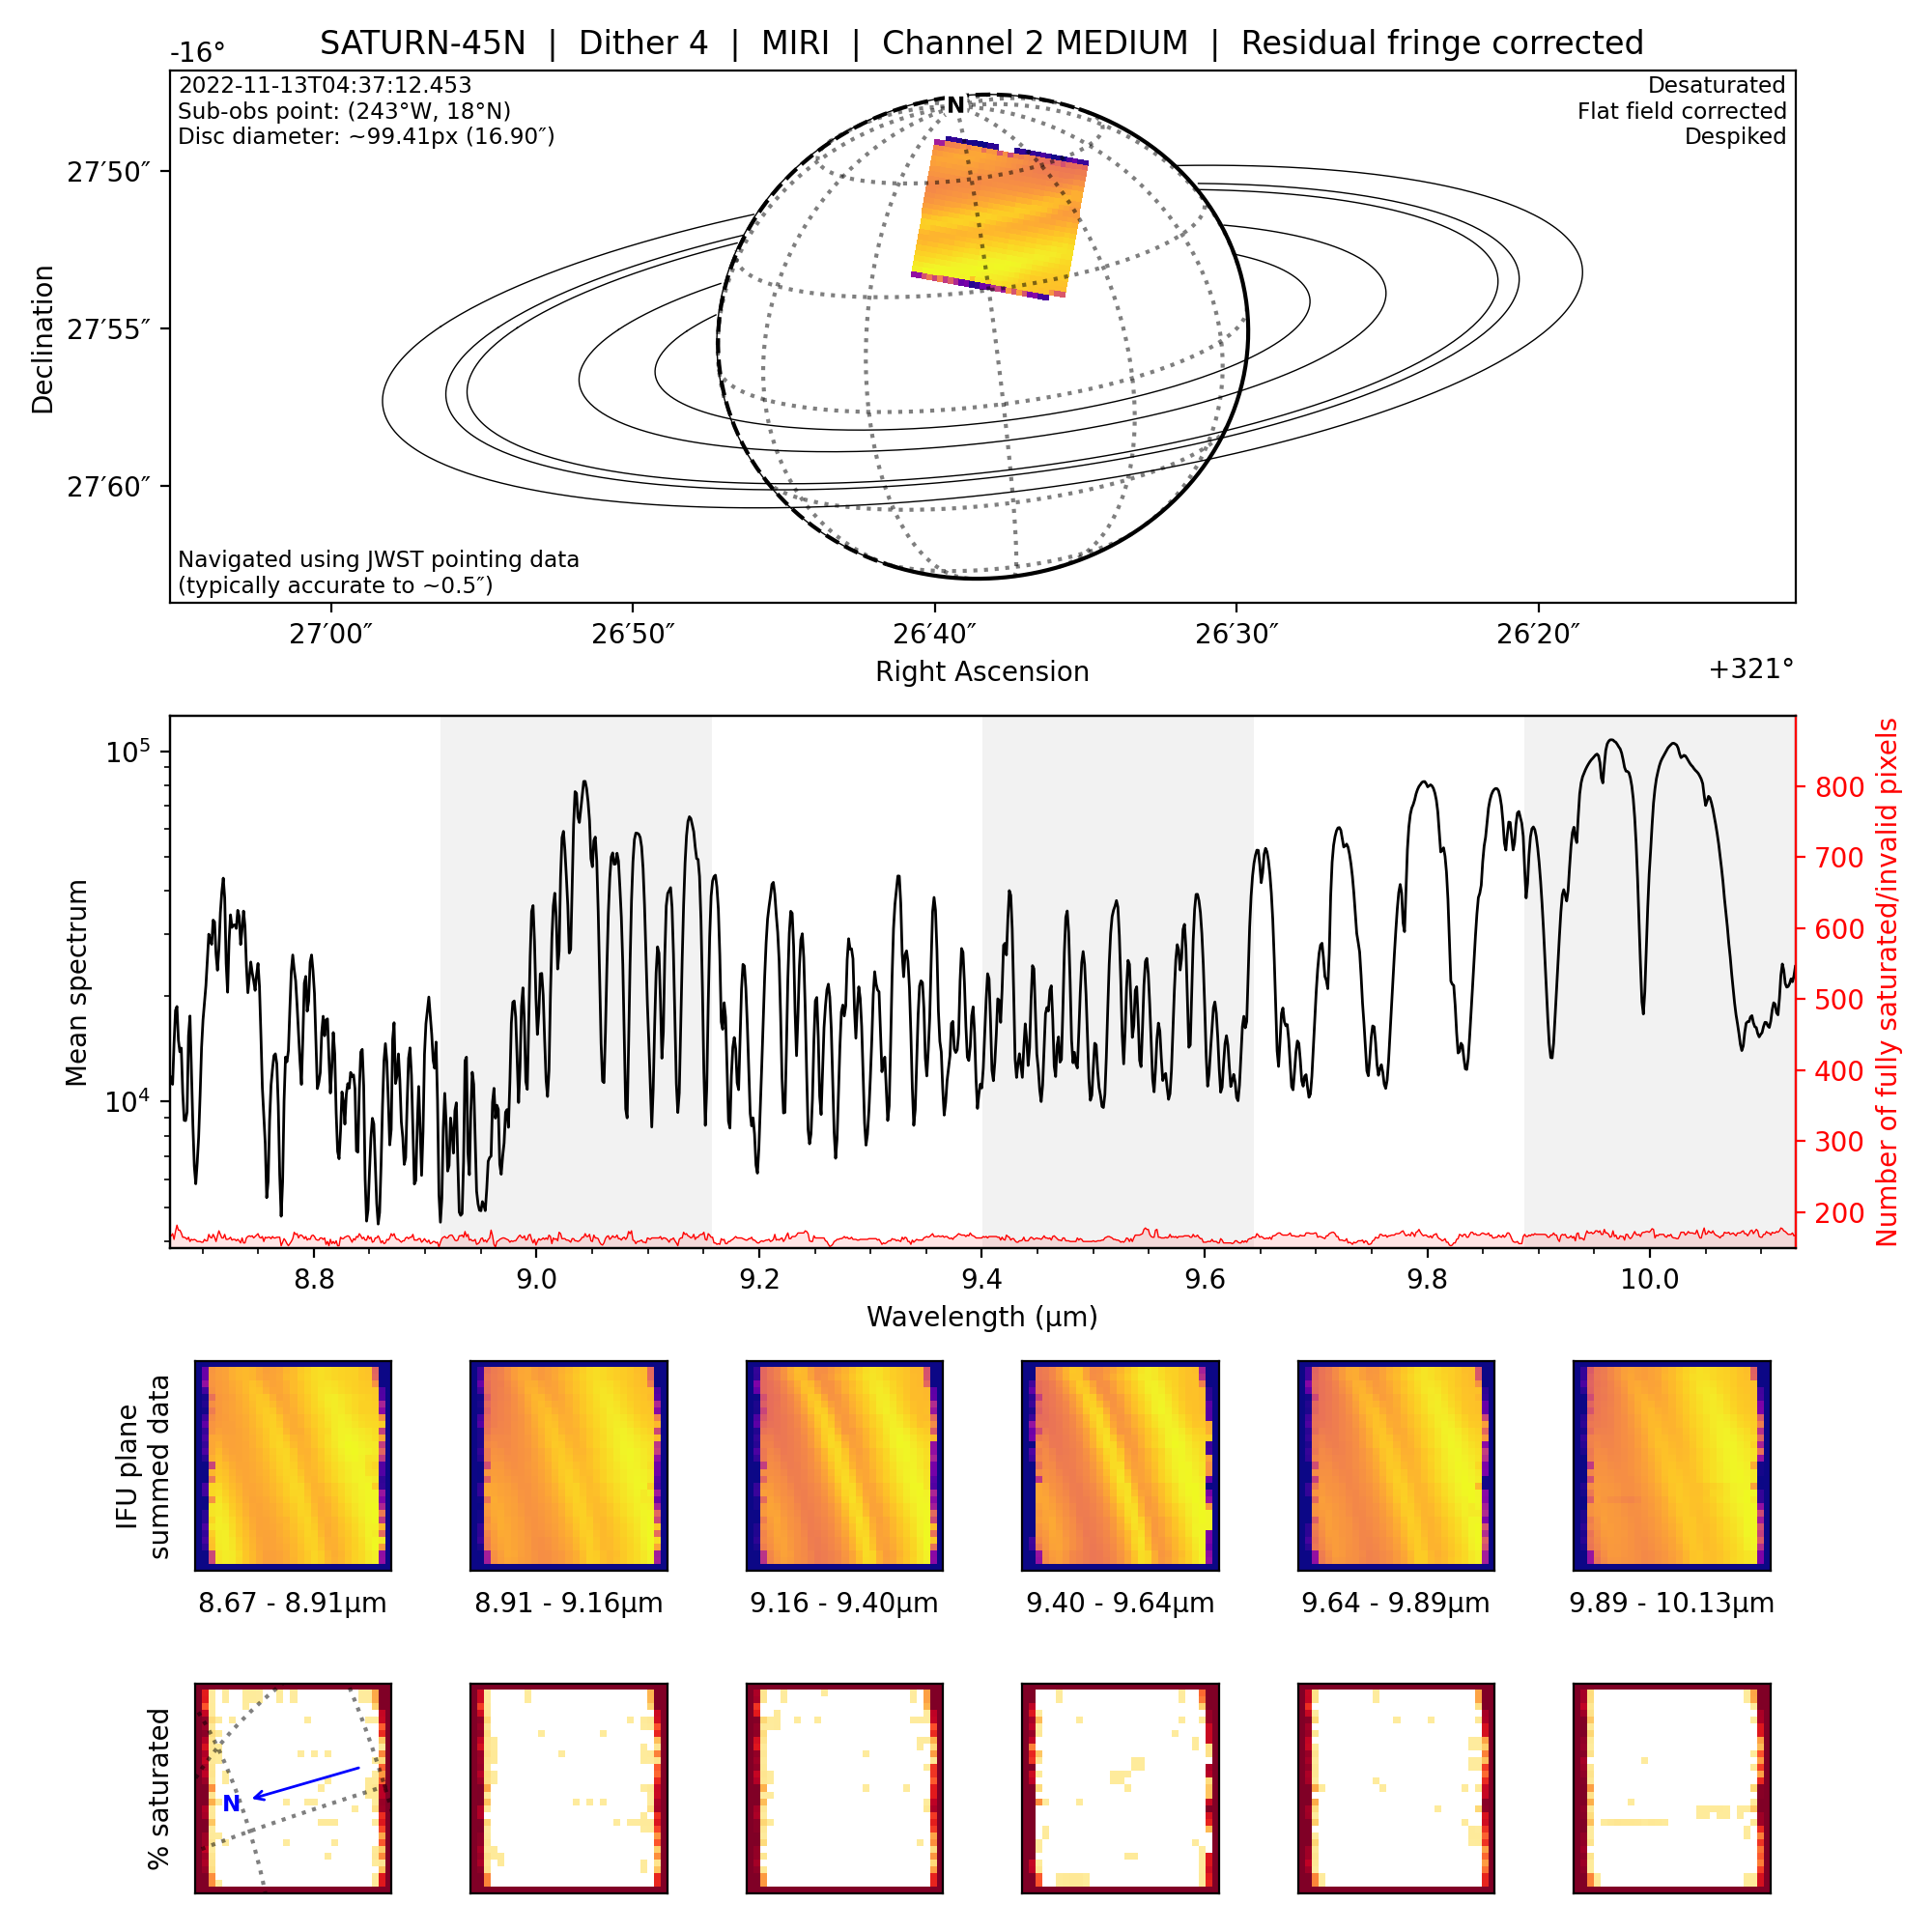 SATURN-45N | Dither 4 | MIRI | Channel 2 MEDIUM | Residual fringe corrected
-16°
2022-11-13T04:37:12.453
Sub-obs point: (243°W, 18°N)
Disc diameter: ~99.41px (16.90″)
Desaturated
Flat field corrected
Despiked
N
27′50″
27′55″
27′60″
Declination
Navigated using JWST pointing data
(typically accurate to ~0.5″)
27′00″ 26′50″ 26′40″ 26′30″ 26′20″
Right Ascension
+321°
10⁵
10⁴
Mean spectrum
800
700
600
500
400
300
200
Number of fully saturated/invalid pixels
8.8 9.0 9.2 9.4 9.6 9.8 10.0
Wavelength (µm)
IFU plane
summed data
8.67 - 8.91µm 8.91 - 9.16µm 9.16 - 9.40µm 9.40 - 9.64µm 9.64 - 9.89µm 9.89 - 10.13µm
% saturated
N